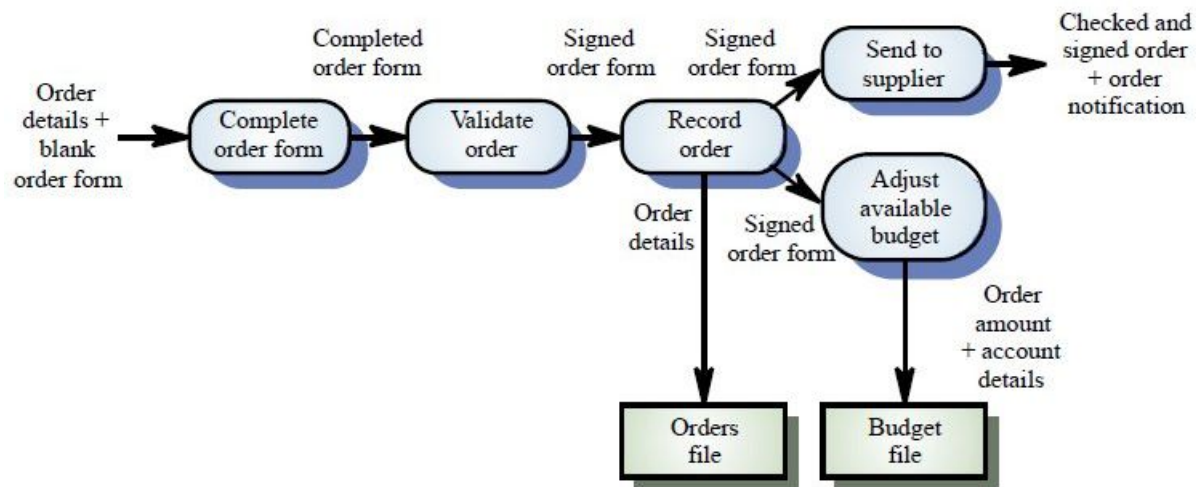 Order
details +
blank
order form
Complete
order form
Completed
order form
Validate
order
Signed
order form
Record
order
Signed
order form
Send to
supplier
Checked and
signed order
+ order
notification
Order
details
Signed
order form
Adjust
available
budget
Order
amount
+ account
details
Orders
file
Budget
file